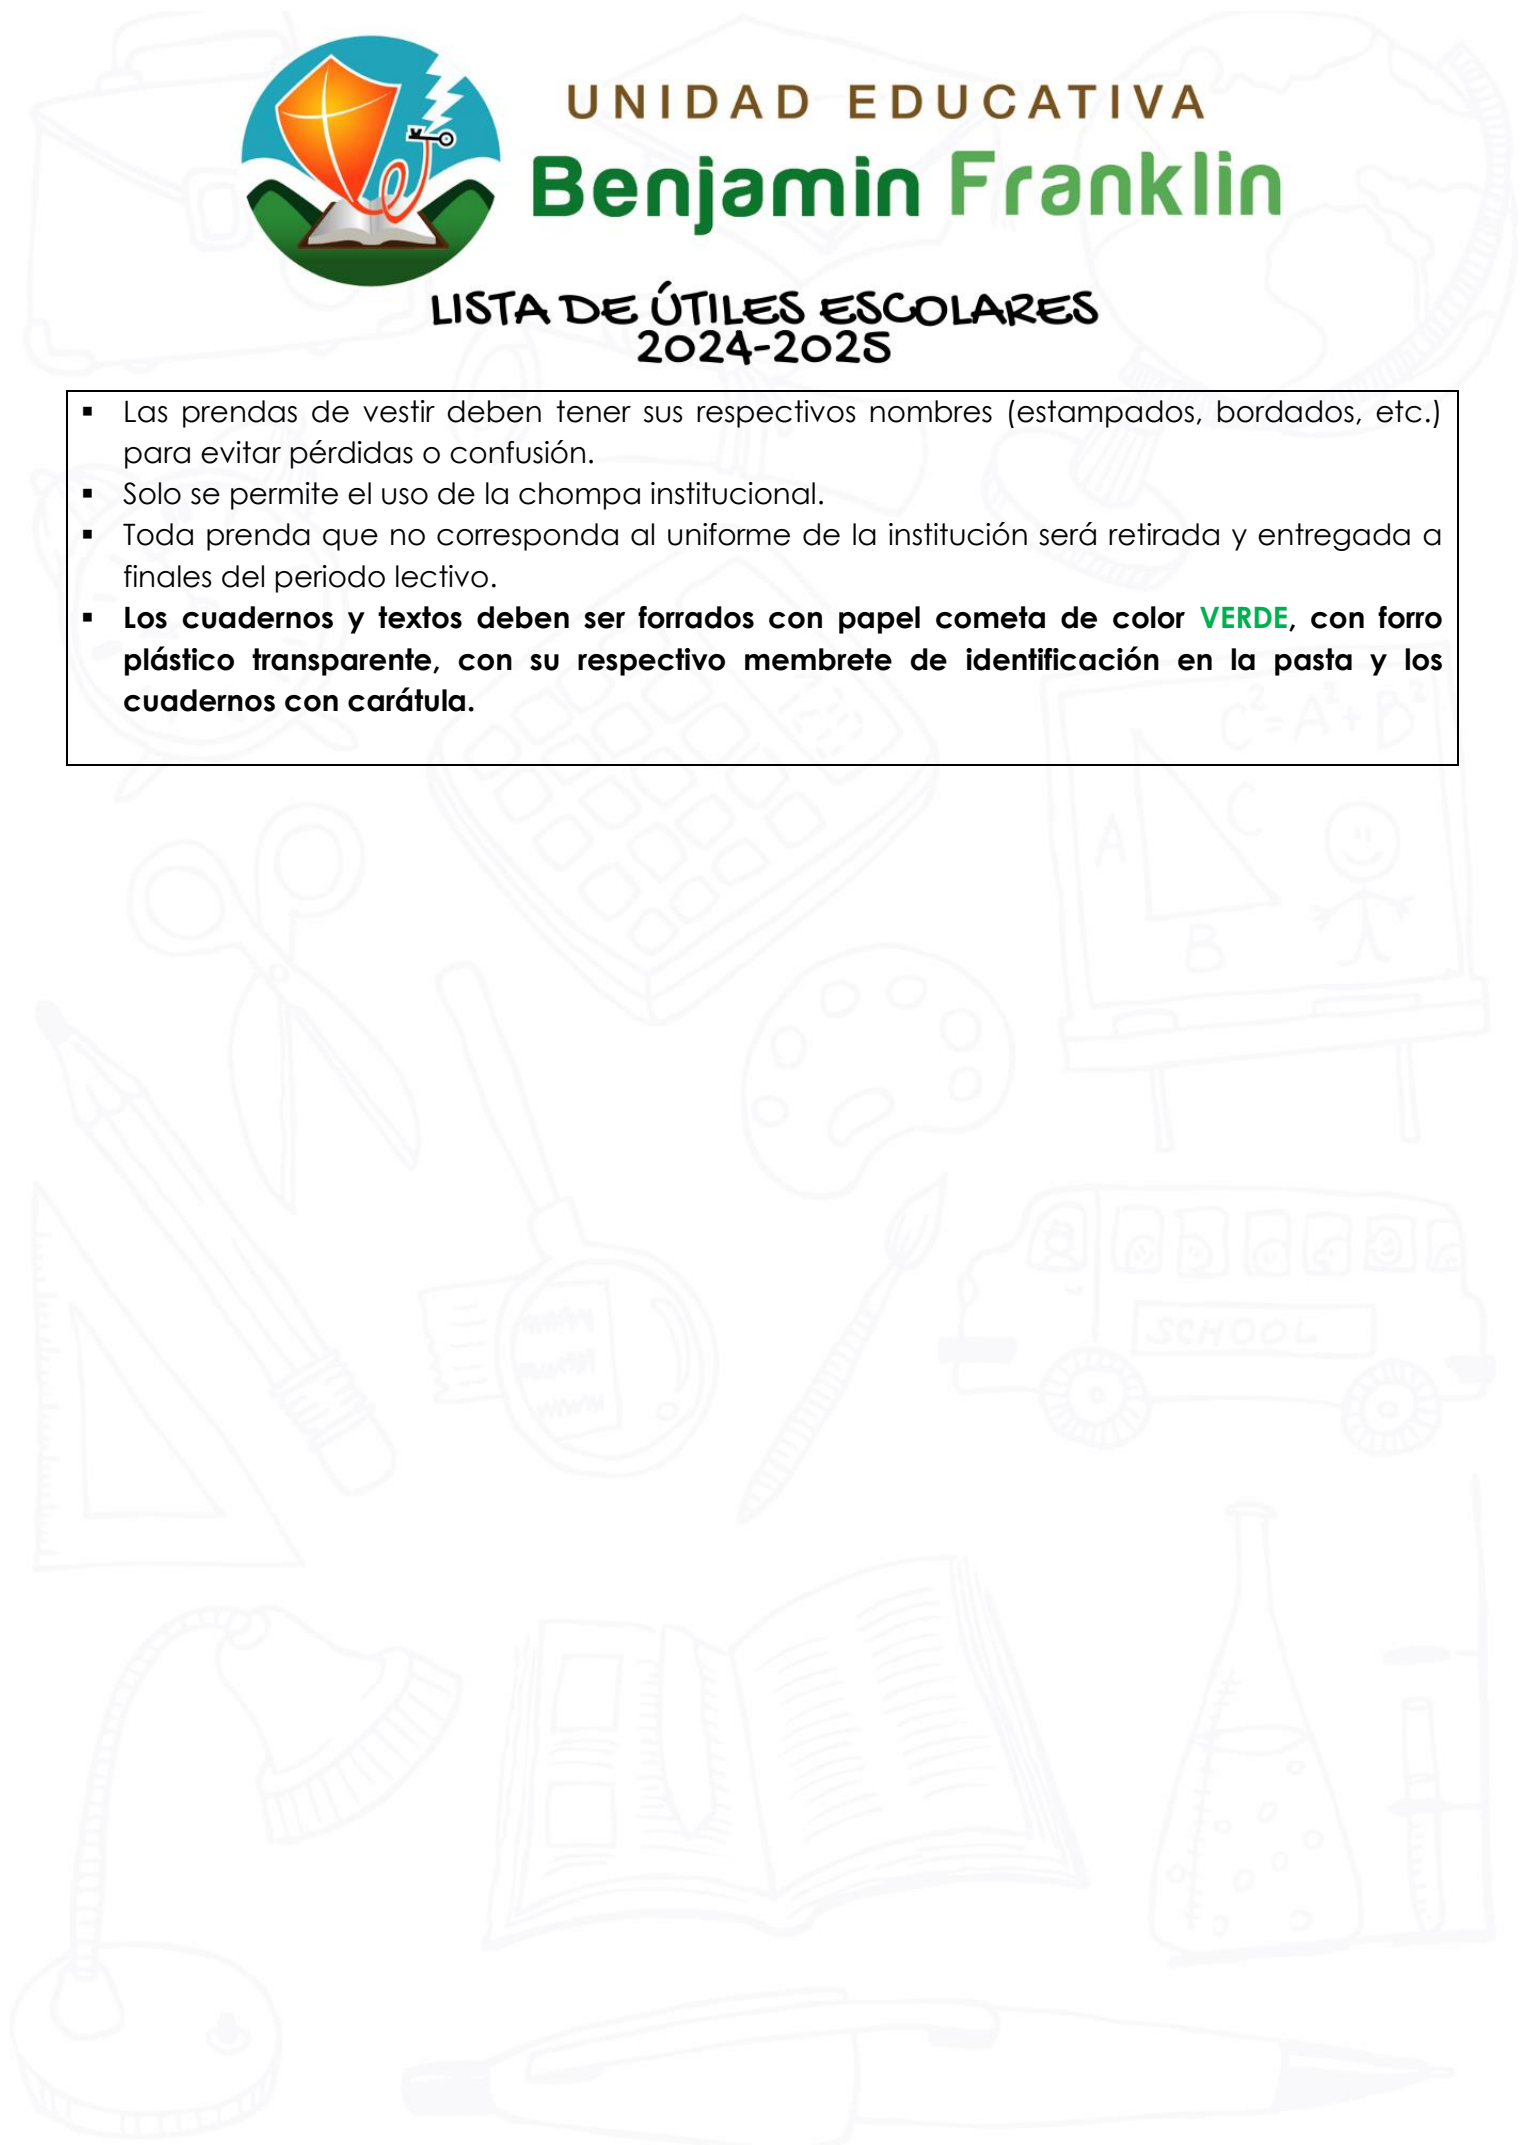 UNIDAD EDUCATIVA
Benjamin Franklin
LISTA DE ÚTILES ESCOLARES
2024-2025
▪ Las prendas de vestir deben tener sus respectivos nombres (estampados, bordados, etc.)
para evitar pérdidas o confusión.
▪ Solo se permite el uso de la chompa institucional.
▪ Toda prenda que no corresponda al uniforme de la institución será retirada y entregada a
finales del periodo lectivo.
▪ Los cuadernos y textos deben ser forrados con papel cometa de color VERDE, con forro
plástico transparente, con su respectivo membrete de identificación en la pasta y los
cuadernos con carátula.
C²=A²+B²
A
C
B
SCHOOL